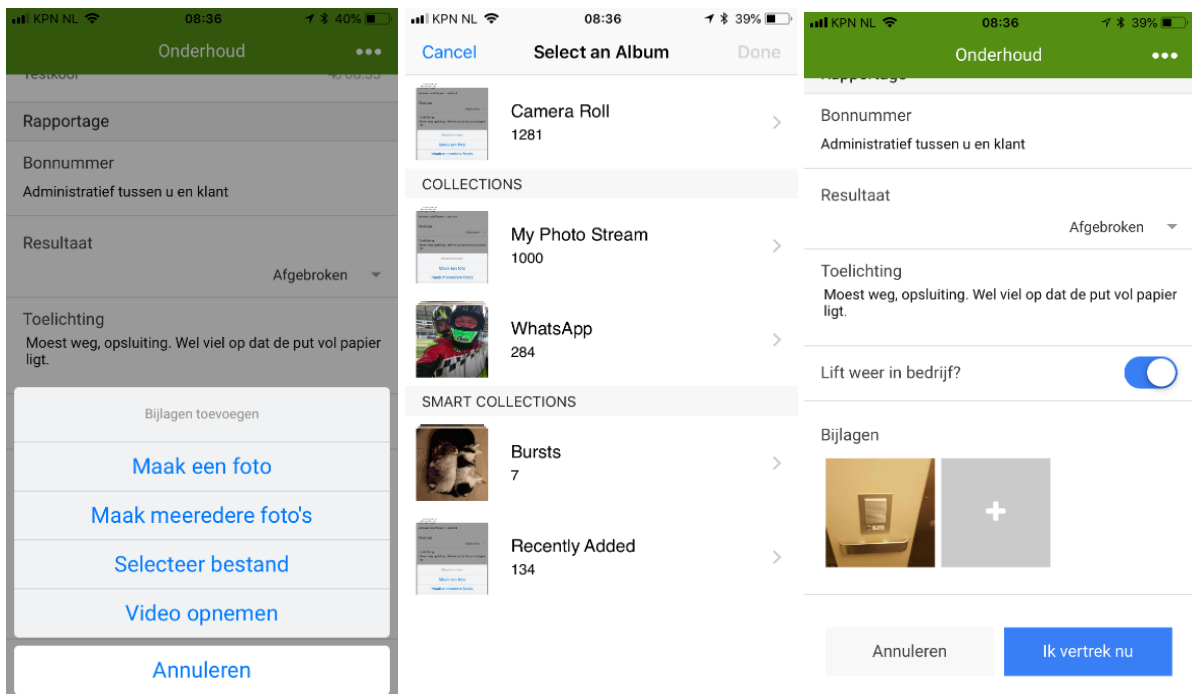 KPN NL 08:36 40%
Onderhoud
Rapportage
Bonnummer
Administratief tussen u en klant
Resultaat
Afgebroken
Toelichting
Moest weg, opsluiting. Wel viel op dat de put vol papier
ligt.
Bijlagen toevoegen
Maak een foto
Maak meeredere foto's
Selecteer bestand
Video opnemen
Annuleren
KPN NL 08:36 39%
Cancel Select an Album Done
Camera Roll
1281
COLLECTIONS
My Photo Stream
1000
WhatsApp
284
SMART COLLECTIONS
Bursts
7
Recently Added
134
KPN NL 08:36 39%
Onderhoud
Rapportage
Bonnummer
Administratief tussen u en klant
Resultaat
Afgebroken
Toelichting
Moest weg, opsluiting. Wel viel op dat de put vol papier
ligt.
Lift weer in bedrijf?
Bijlagen
Annuleren Ik vertrek nu